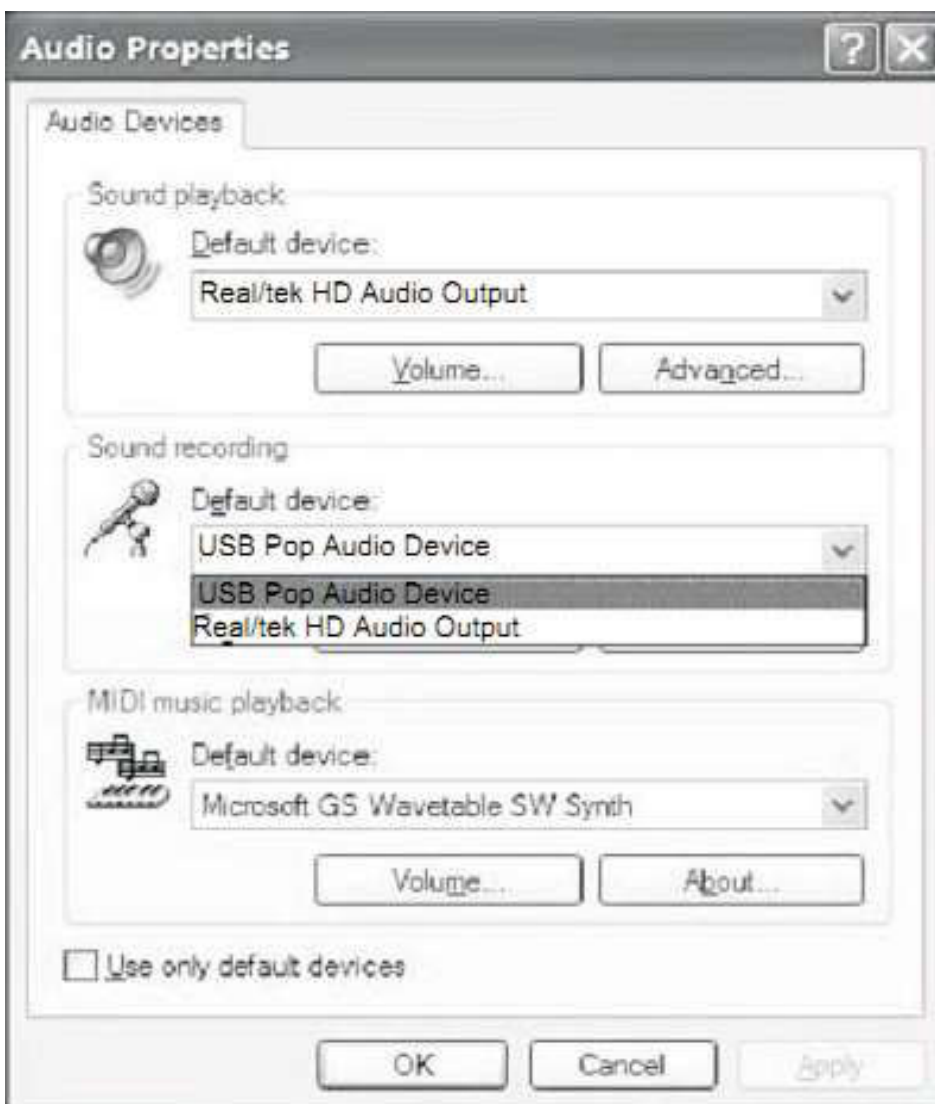 Audio Properties
?
Audio Devices
Sound playback
Default device:
Real/tek HD Audio Output
Volume... Advanced...
Sound recording
Default device:
USB Pop Audio Device
USB Pop Audio Device
Real/tek HD Audio Output
MIDI music playback
Default device:
Microsoft GS Wavetable SW Synth
Volume... About...
Use only default devices
OK Cancel Apply